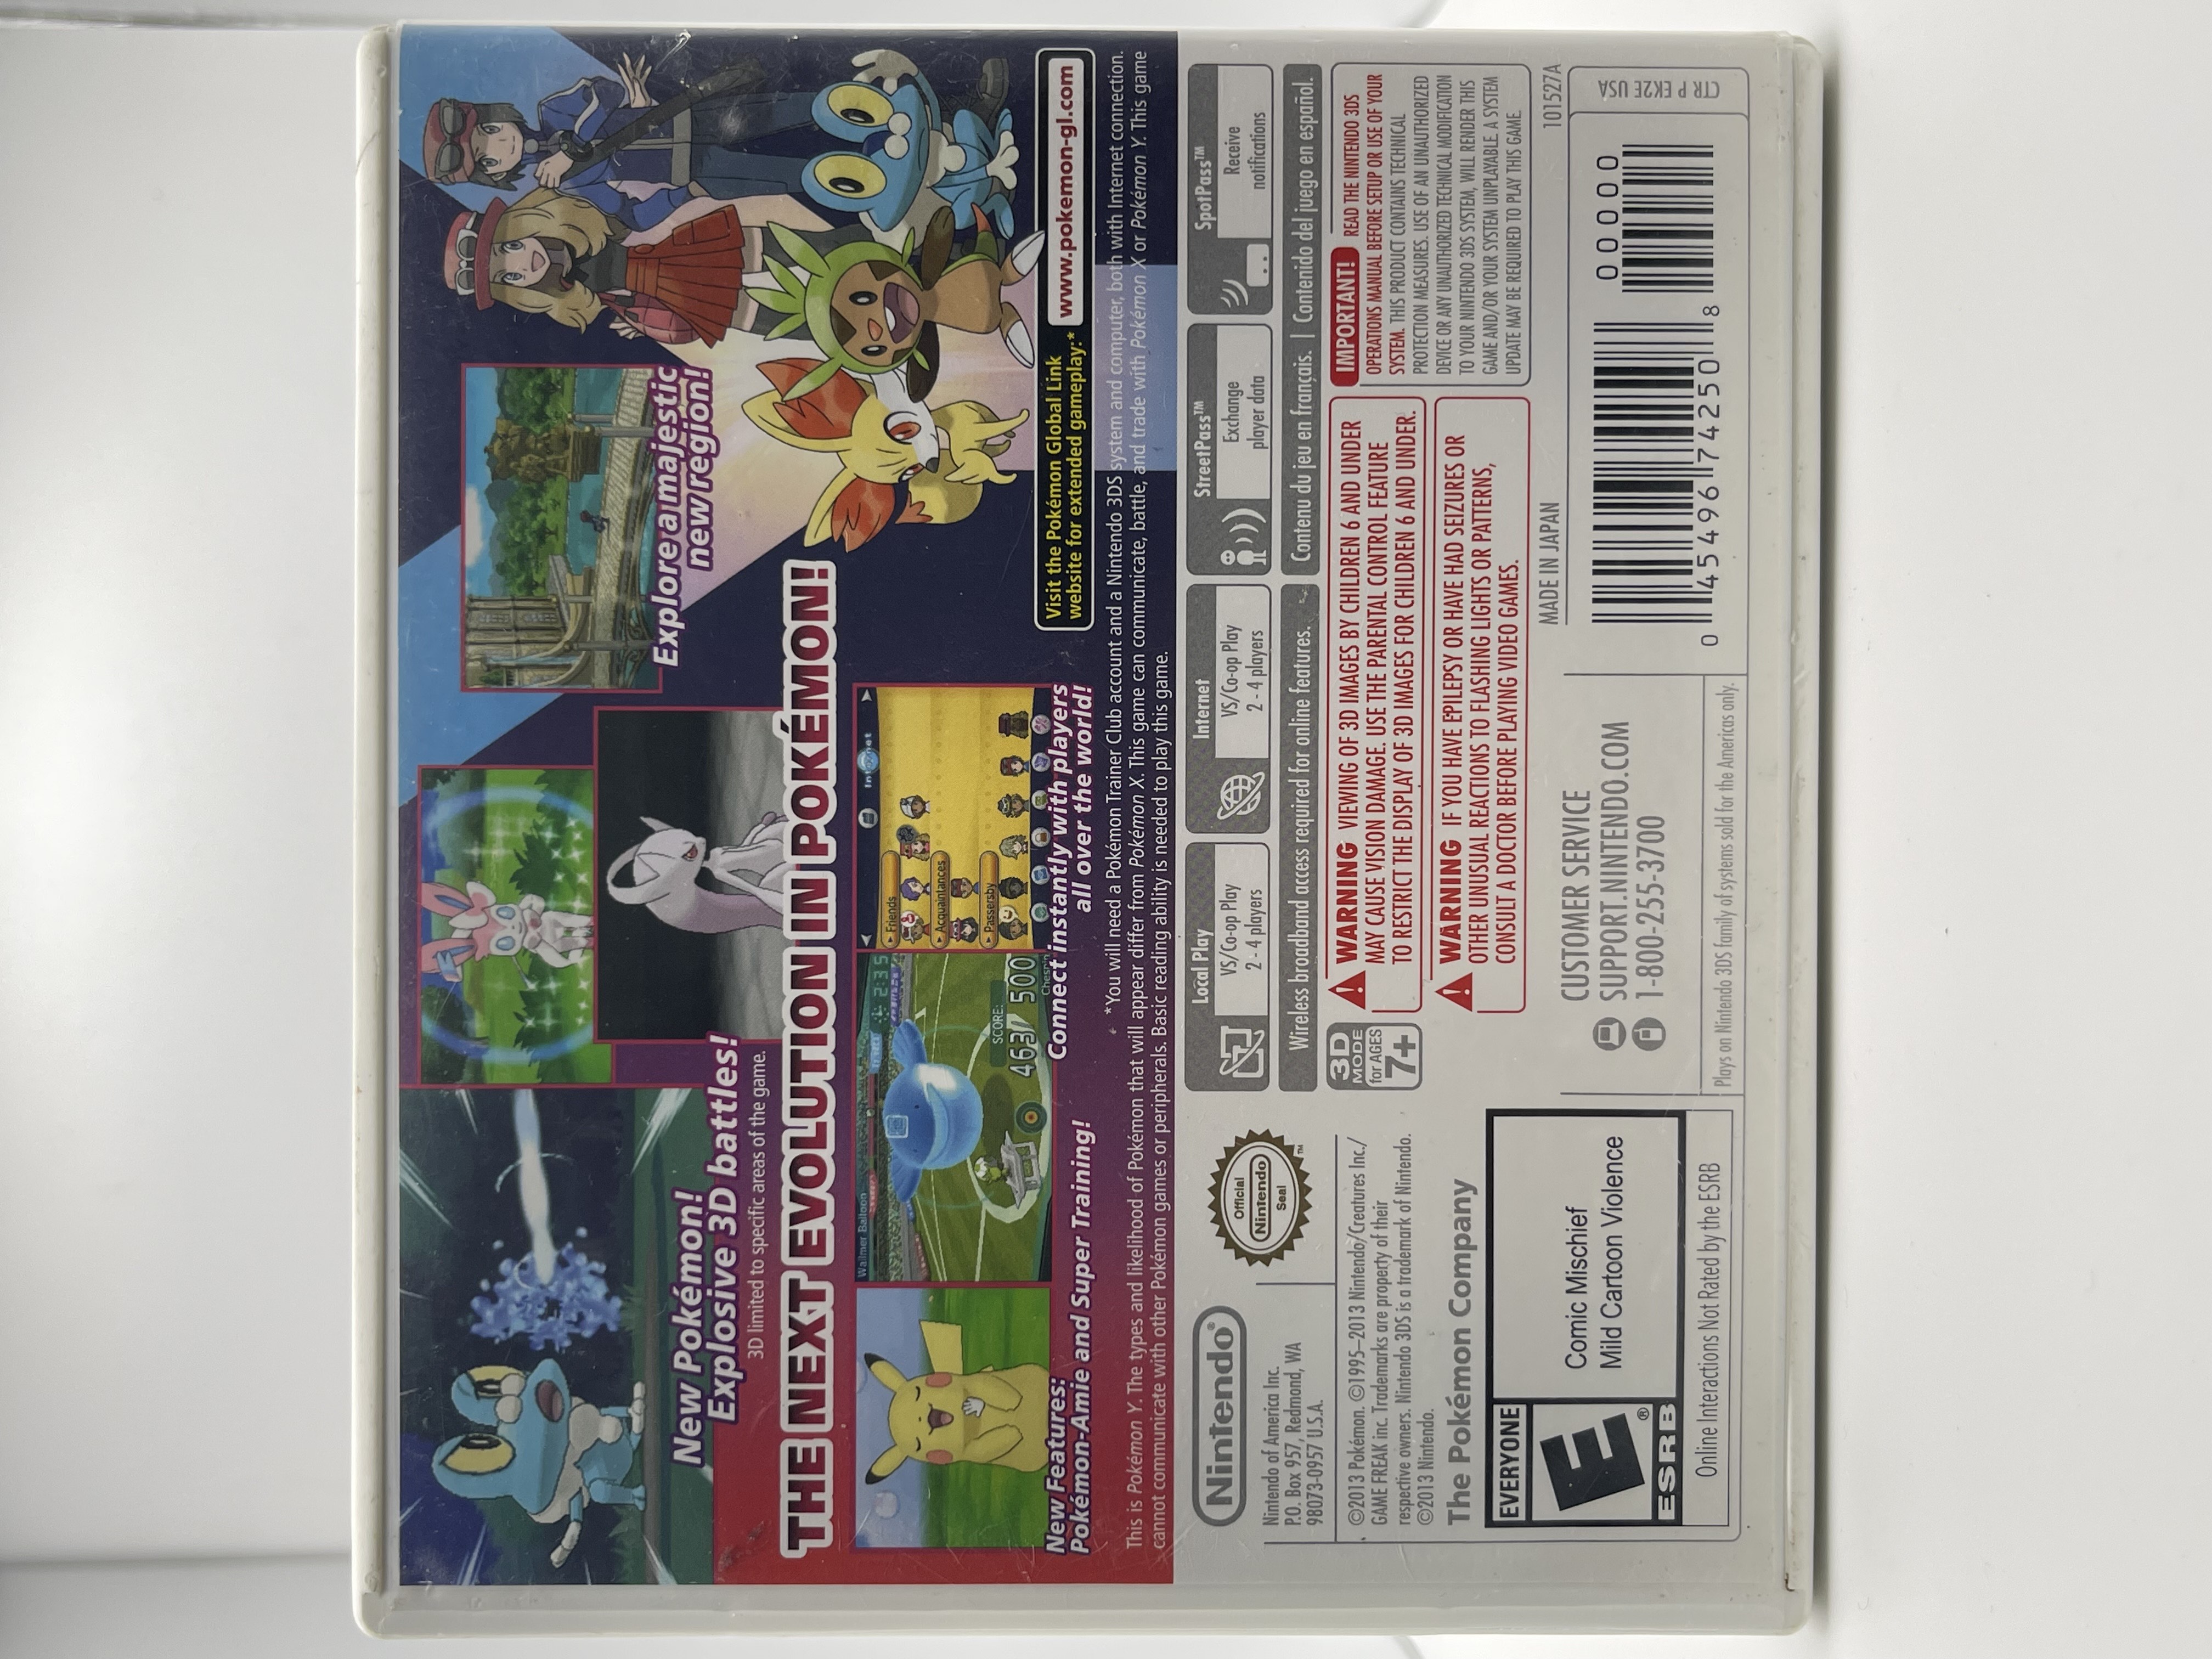 New Pokémon!
Explosive 3D battles!
3D limited to specific areas of the game.
Explore a majestic
new region!
THE NEXT EVOLUTION IN POKÉMON!
Wailmer Balloon
2:35
SCORE:
463/ 500
Chespin
Internet
Friends
Acquaintances
Passersby
New Features:
Pokémon-Amie and Super Training!
Connect instantly with players
all over the world!
Visit the Pokémon Global Link
website for extended gameplay:*
www.pokemon-gl.com
*You will need a Pokémon Trainer Club account and a Nintendo 3DS system and computer, both with Internet connection.
This is Pokémon Y. The types and likelihood of Pokémon that will appear differ from Pokémon X. This game can communicate, battle, and trade with Pokémon X or Pokémon Y. This game
cannot communicate with other Pokémon games or peripherals. Basic reading ability is needed to play this game.
Nintendo®
Nintendo of America Inc.
P.O. Box 957, Redmond, WA
98073-0957 U.S.A.
Official
Nintendo
Seal
™
Local Play
VS/Co-op Play
2 - 4 players
Internet
VS/Co-op Play
2 - 4 players
StreetPass™
Exchange
player data
SpotPass™
Receive
notifications
Wireless broadband access required for online features.
Contenu du jeu en français. | Contenido del juego en español.
©2013 Pokémon. ©1995–2013 Nintendo/Creatures Inc./
GAME FREAK inc. Trademarks are property of their
respective owners. Nintendo 3DS is a trademark of Nintendo.
©2013 Nintendo.
The Pokémon Company
3D
MODE
for AGES
7+
WARNING VIEWING OF 3D IMAGES BY CHILDREN 6 AND UNDER
MAY CAUSE VISION DAMAGE. USE THE PARENTAL CONTROL FEATURE
TO RESTRICT THE DISPLAY OF 3D IMAGES FOR CHILDREN 6 AND UNDER.
WARNING IF YOU HAVE EPILEPSY OR HAVE HAD SEIZURES OR
OTHER UNUSUAL REACTIONS TO FLASHING LIGHTS OR PATTERNS,
CONSULT A DOCTOR BEFORE PLAYING VIDEO GAMES.
IMPORTANT! READ THE NINTENDO 3DS
OPERATIONS MANUAL BEFORE SETUP OR USE OF YOUR
SYSTEM. THIS PRODUCT CONTAINS TECHNICAL
PROTECTION MEASURES. USE OF AN UNAUTHORIZED
DEVICE OR ANY UNAUTHORIZED TECHNICAL MODIFICATION
TO YOUR NINTENDO 3DS SYSTEM, WILL RENDER THIS
GAME AND/OR YOUR SYSTEM UNPLAYABLE. A SYSTEM
UPDATE MAY BE REQUIRED TO PLAY THIS GAME.
EVERYONE
E
®
ESRB
Comic Mischief
Mild Cartoon Violence
Online Interactions Not Rated by the ESRB
CUSTOMER SERVICE
SUPPORT.NINTENDO.COM
1-800-255-3700
Plays on Nintendo 3DS family of systems sold for the Americas only.
MADE IN JAPAN
101527A
0 45496 74250 8
00000
CTR P EK2E USA